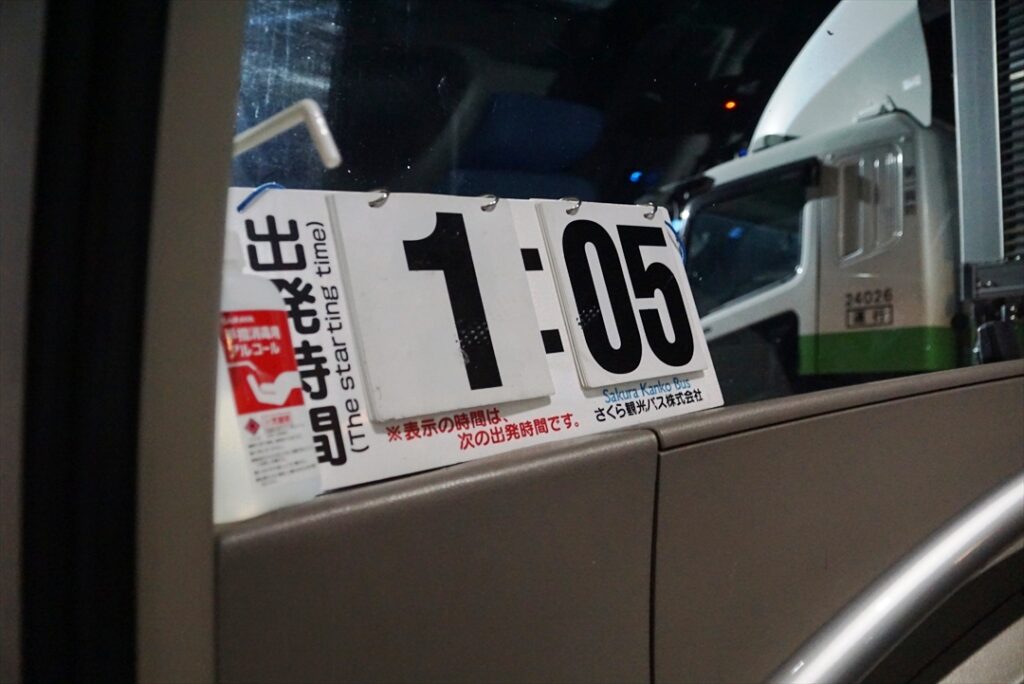 出発時間
(The starting time)
1:05
※表示の時間は、
次の出発時間です。
Sakura Kanko Bus
さくら観光バス株式会社
アルコール
24026